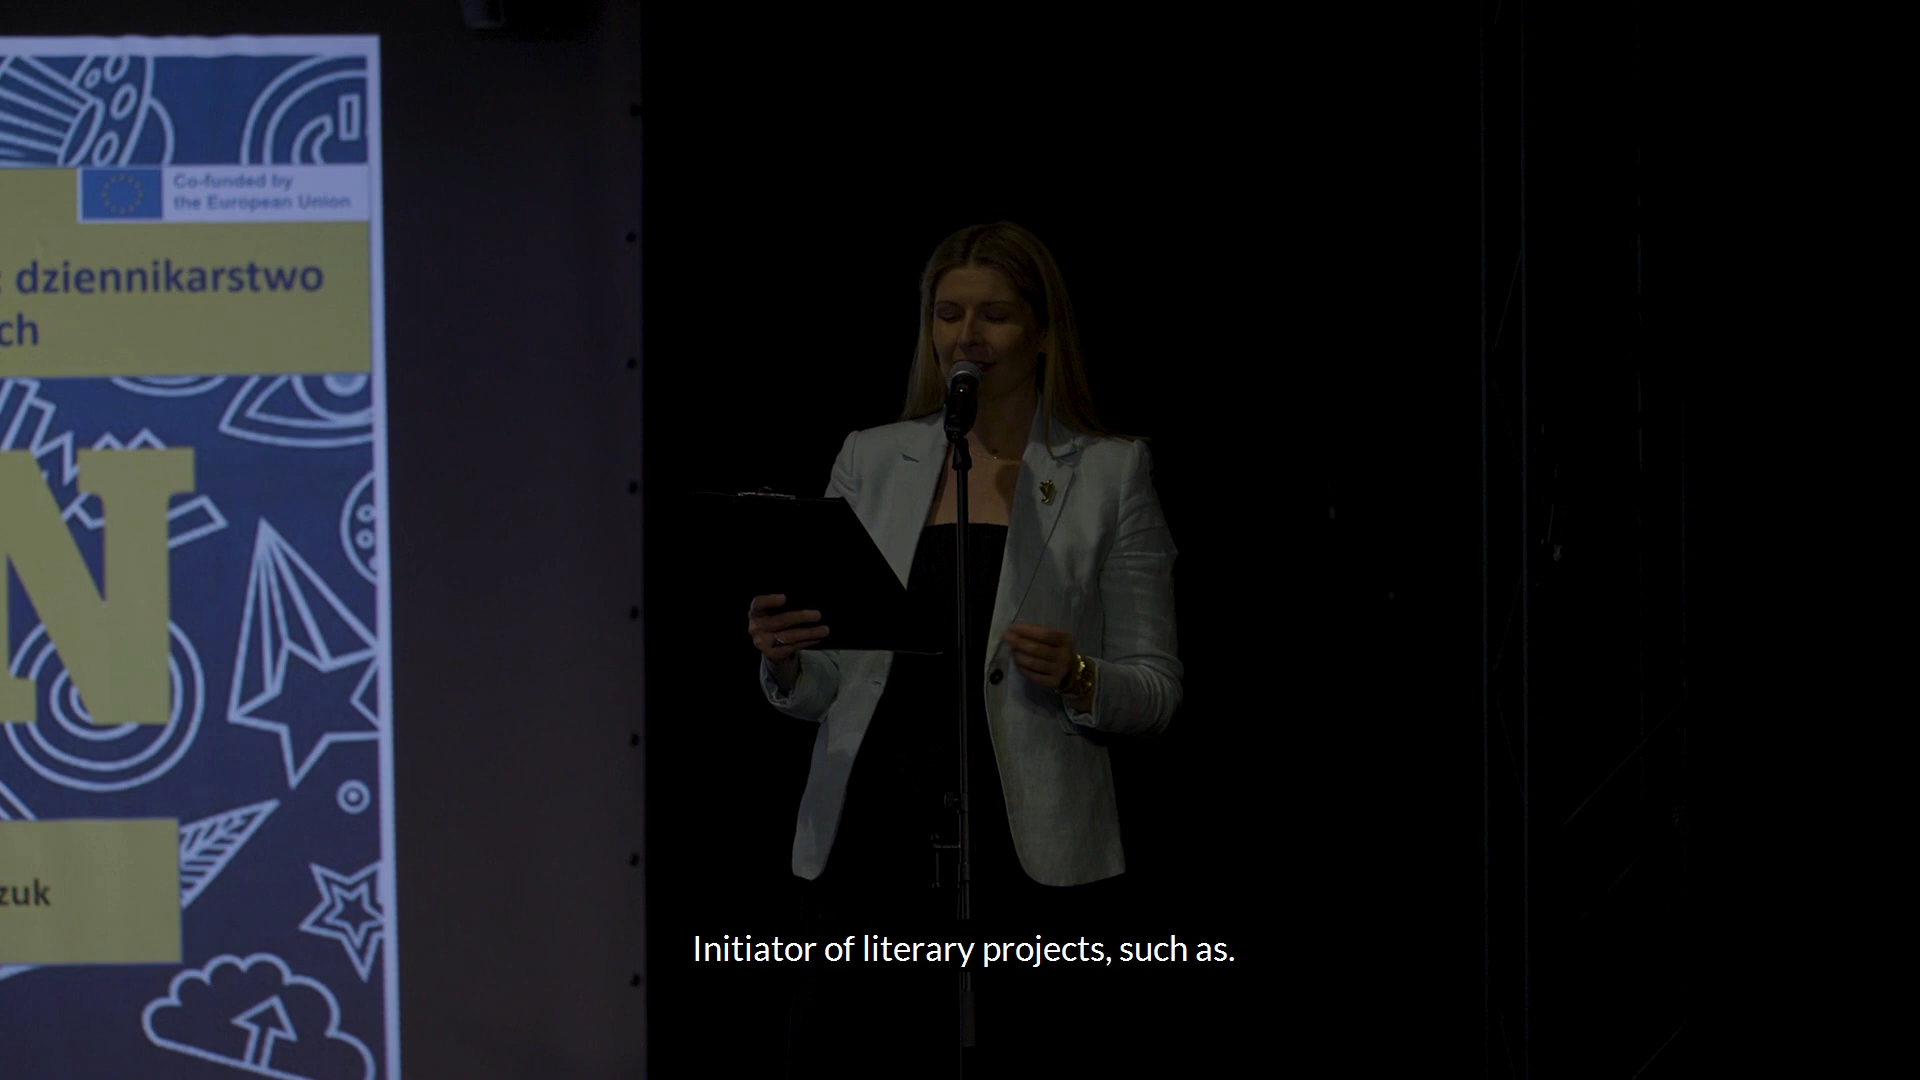 Co-funded by
the European Union
dziennikarstwo
ch
N
zuk
Initiator of literary projects, such as.